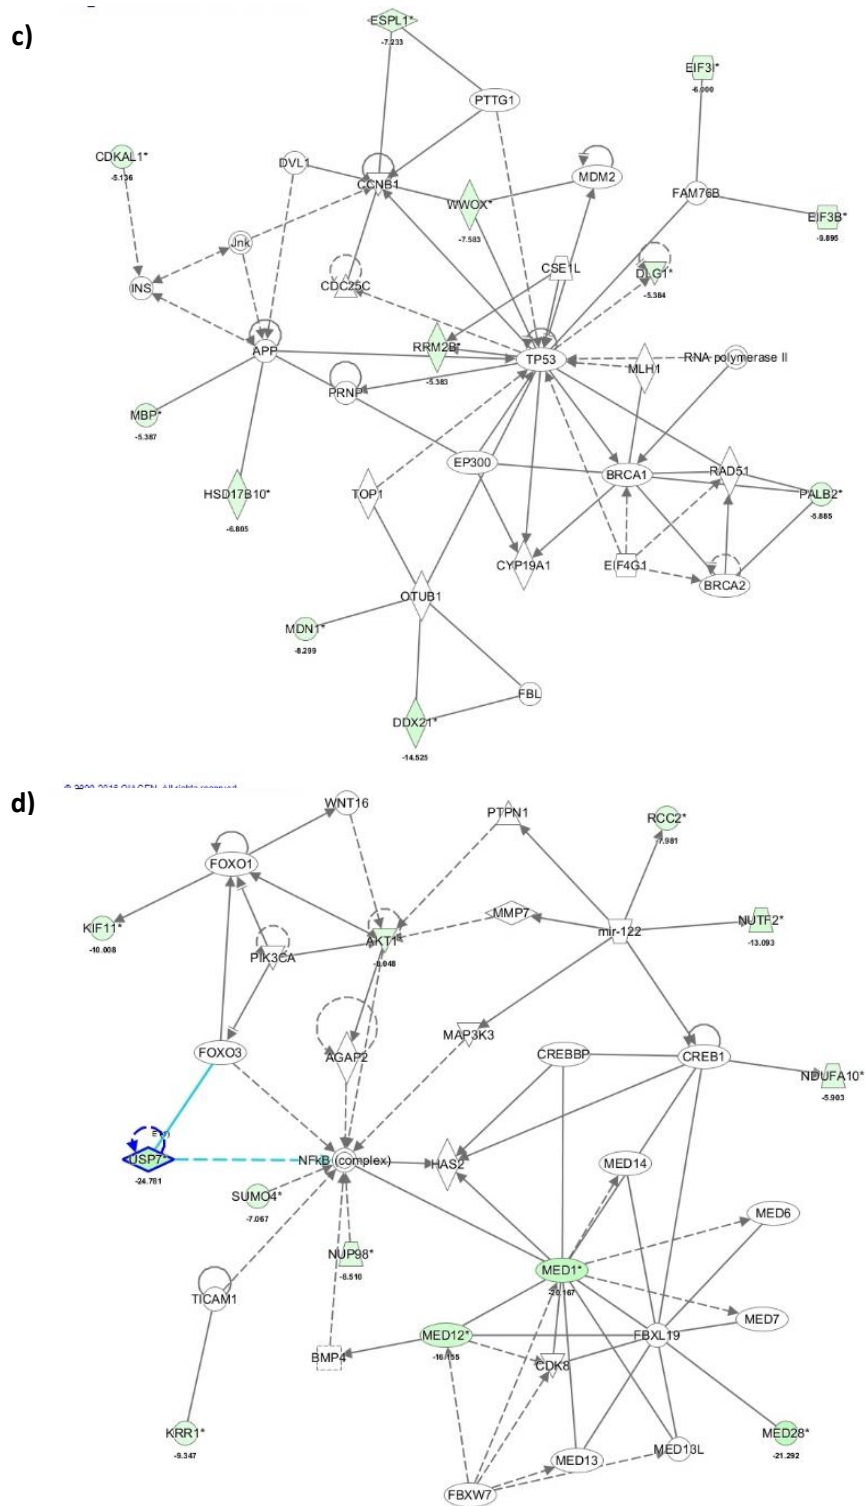 c)
ESPL1*
-7.233
EIF3I*
-6.000
PTTG1
CDKAL1*
-5.136
DVL1
CCNB1
MDM2
FAM76B
WWOX*
-7.583
EIF3B*
-9.895
Jnk
CSE1L
DLG1*
-5.384
INS
CDC25C
APP
RRM2B*
-5.383
TP53
RNA polymerase II
MLH1
PRNP
MBP*
-5.387
EP300
BRCA1
RAD51
HSD17B10*
-6.805
TOP1
PALB2*
-5.885
CYP19A1
EIF4G1
BRCA2
OTUB1
MDN1*
-8.299
FBL
DDX21*
-14.525
d)
WNT16
PTPN1
RCC2*
-7.981
FOXO1
MMP7
NUTF2*
-13.093
KIF11*
-10.008
AKT1*
-8.048
mir-122
PIK3CA
MAP3K3
FOXO3
AGAP2
CREBBP
CREB1
NDUFA10*
-5.903
USP7*
-24.781
NFkB (complex)
HAS2
MED14
SUMO4*
-7.067
MED6
NUP98*
-8.510
MED1*
-20.167
TICAM1
MED7
MED12*
FBXL19
BMP4
CDK8
KRR1*
-9.347
MED28*
-21.292
MED13
MED13L
FBXW7